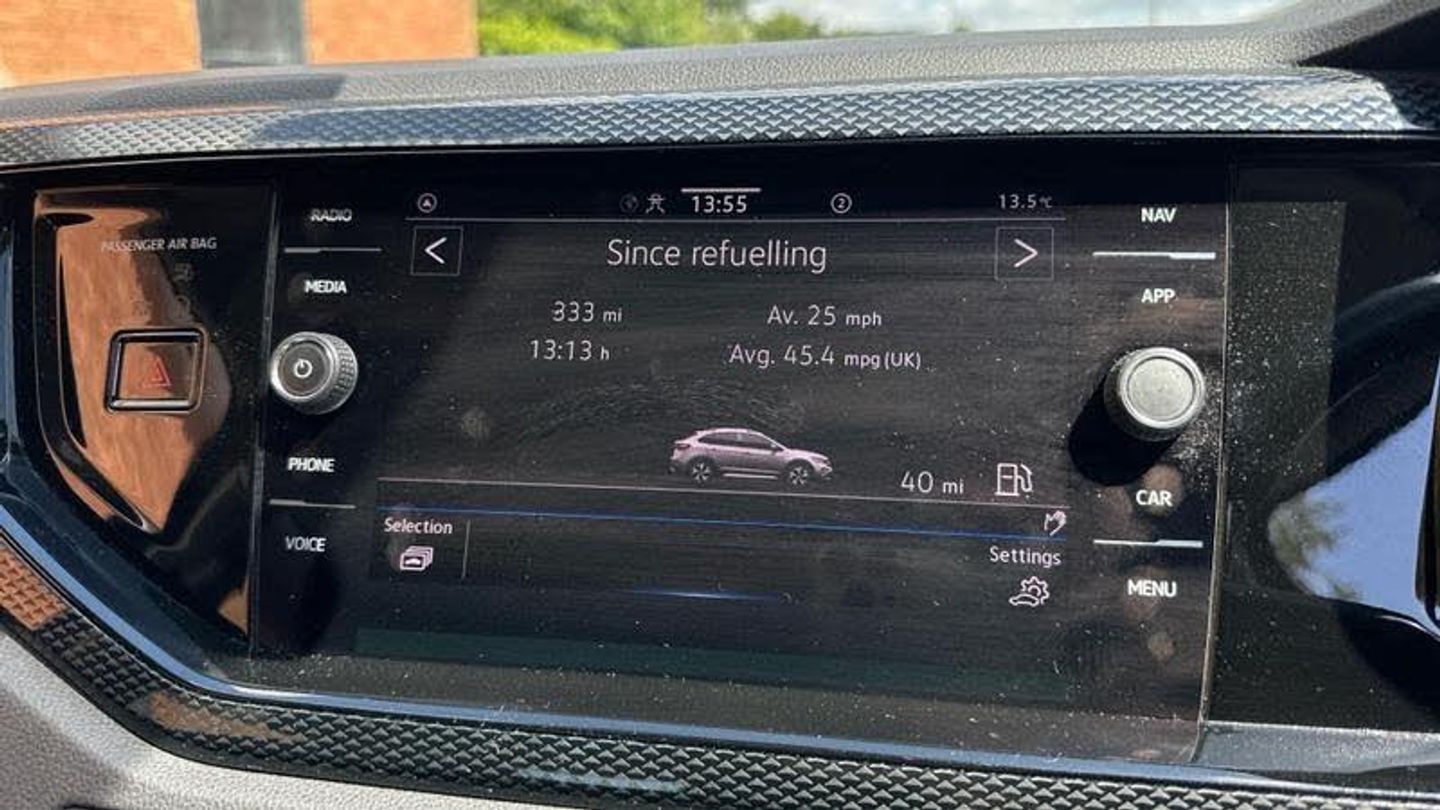 PASSENGER AIR BAG
RADIO
MEDIA
PHONE
VOICE
13:55
2
13.5°C
<
Since refuelling
>
333 mi
Av. 25 mph
13:13 h
Avg. 45.4 mpg (UK)
40 mi
Selection
Settings
NAV
APP
CAR
MENU